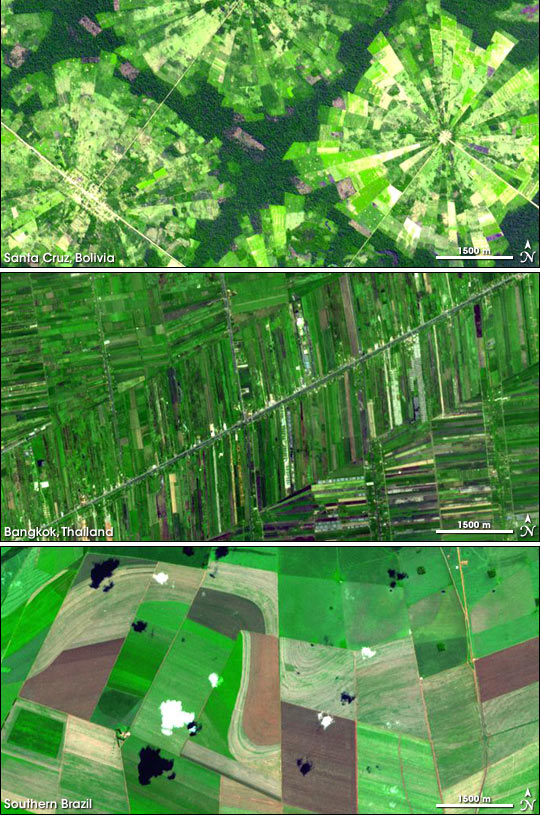 Santa Cruz, Bolivia
1500 m
N
Bangkok, Thailand
1500 m
N
Southern Brazil
1500 m
N